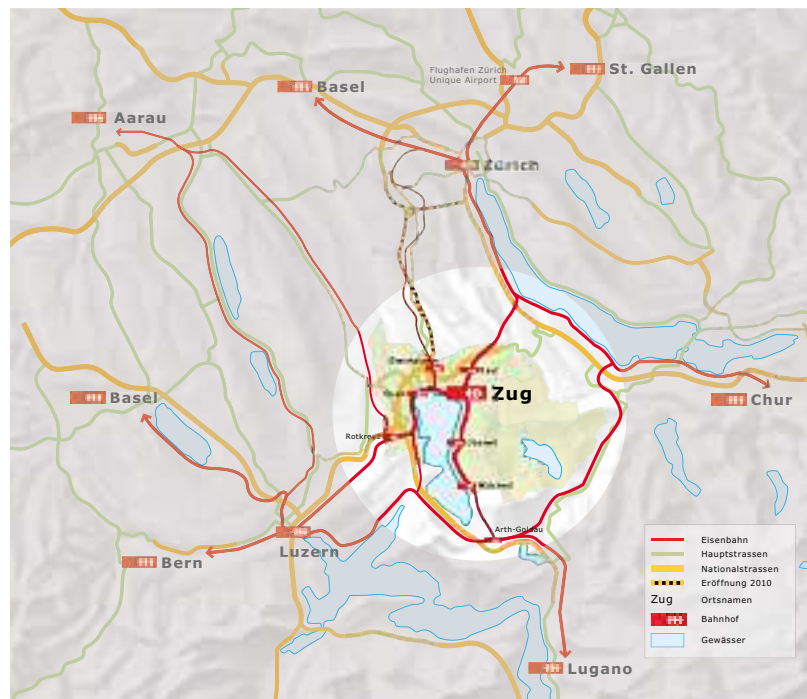 Flughafen Zürich
Unique Airport
St. Gallen
Basel
Aarau
Zürich
Zug
Basel
Chur
Rotkreuz
Arth-Goldau
Luzern
Bern
Lugano
Eisenbahn
Hauptstrassen
Nationalstrassen
Eröffnung 2010
Zug Ortsnamen
Bahnhof
Gewässer